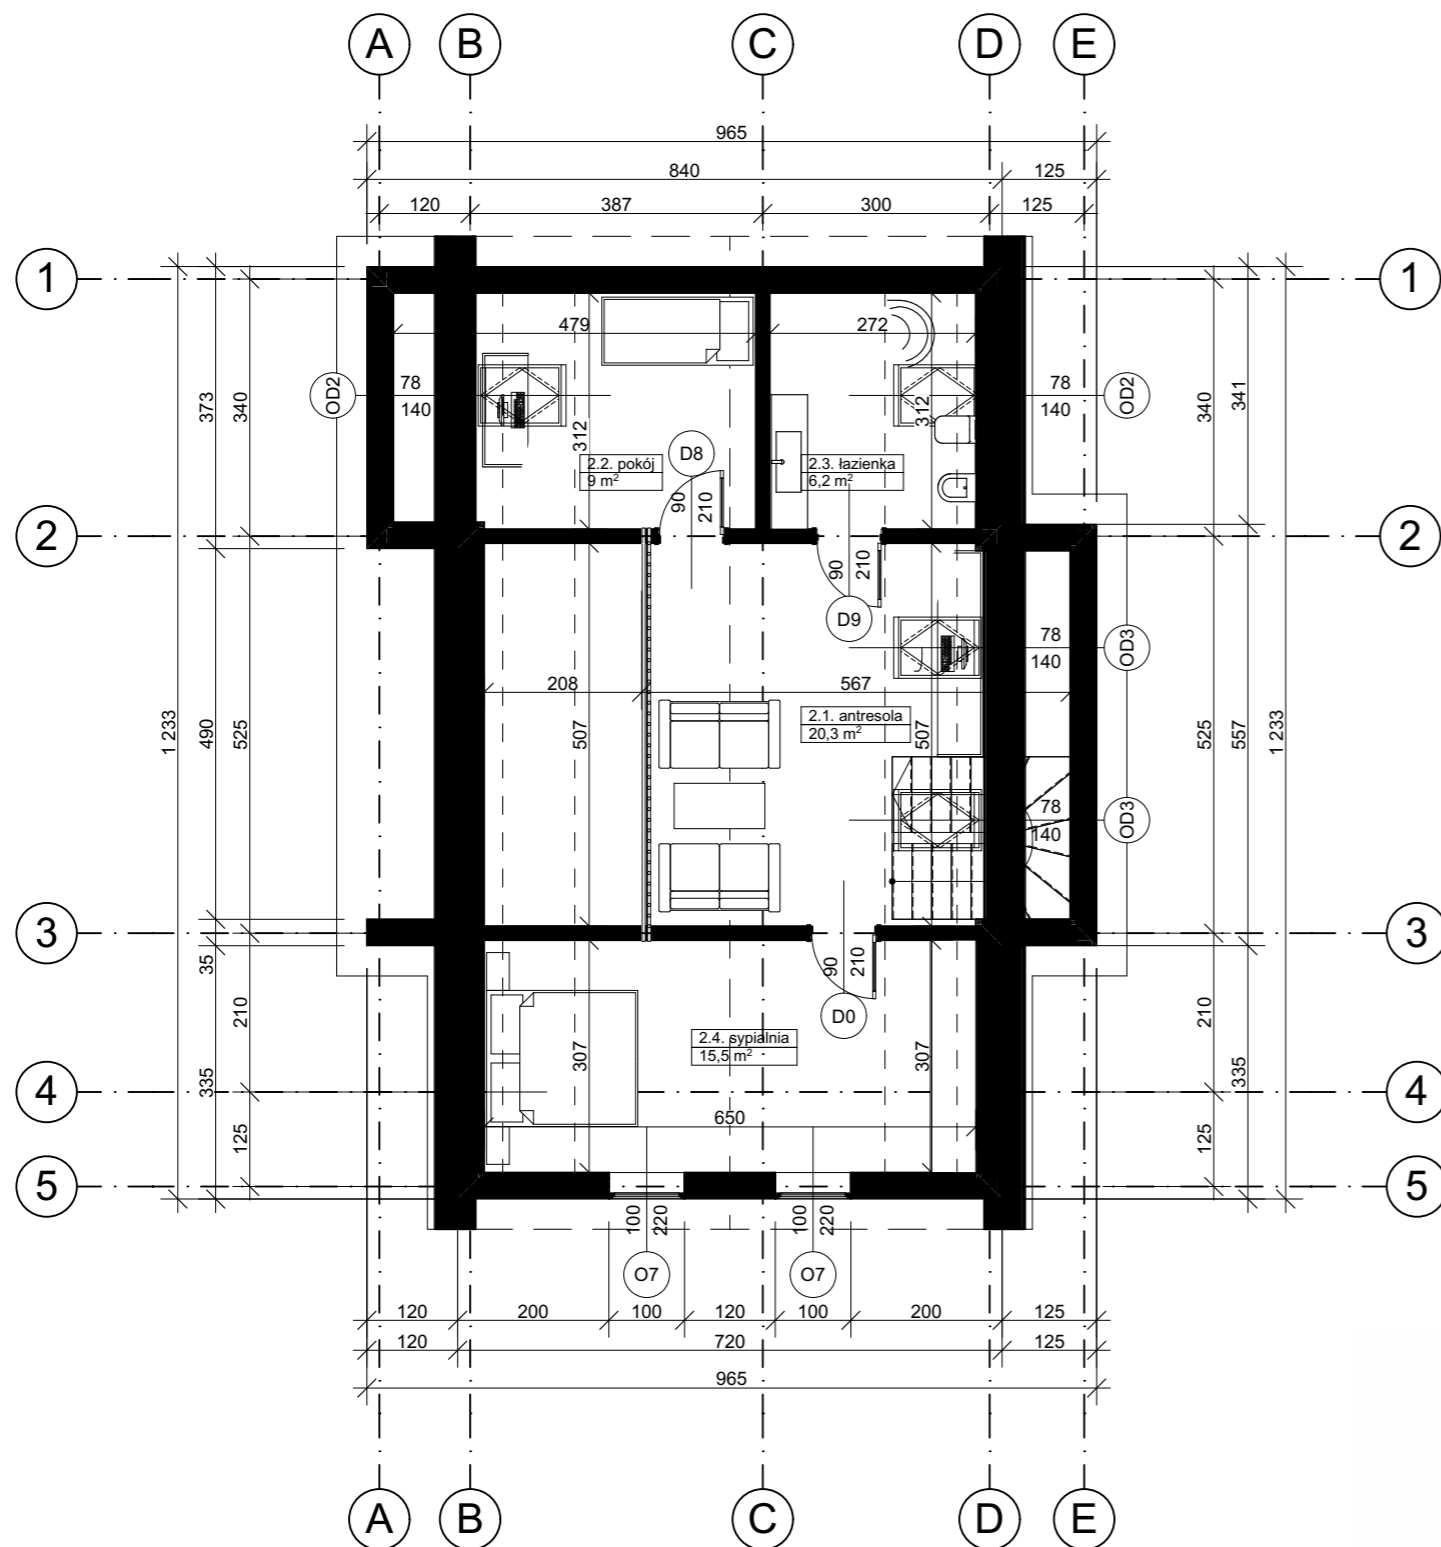 A B C D E
965
840 125
120 387 300 125
1 1
479 272
OD2 78 78 OD2
140 140
373 340 312 312 340 341
D8
2.2. pokój 2.3. łazienka
9 m² 6,2 m²
90 210
2 2
90 210
D9
78 OD3
140
208 567
2.1. antresola
20,3 m²
1 233 490 525 507 507 525 557 1 233
78 OD3
140
3 3
35 90 210
210 D0 210
2.4. sypialnia
15,5 m²
307 307
335 335
4 4
650
125 125
5 5
100 220 100 220
O7 O7
120 200 100 120 100 200 125
120 720 125
965
A B C D E